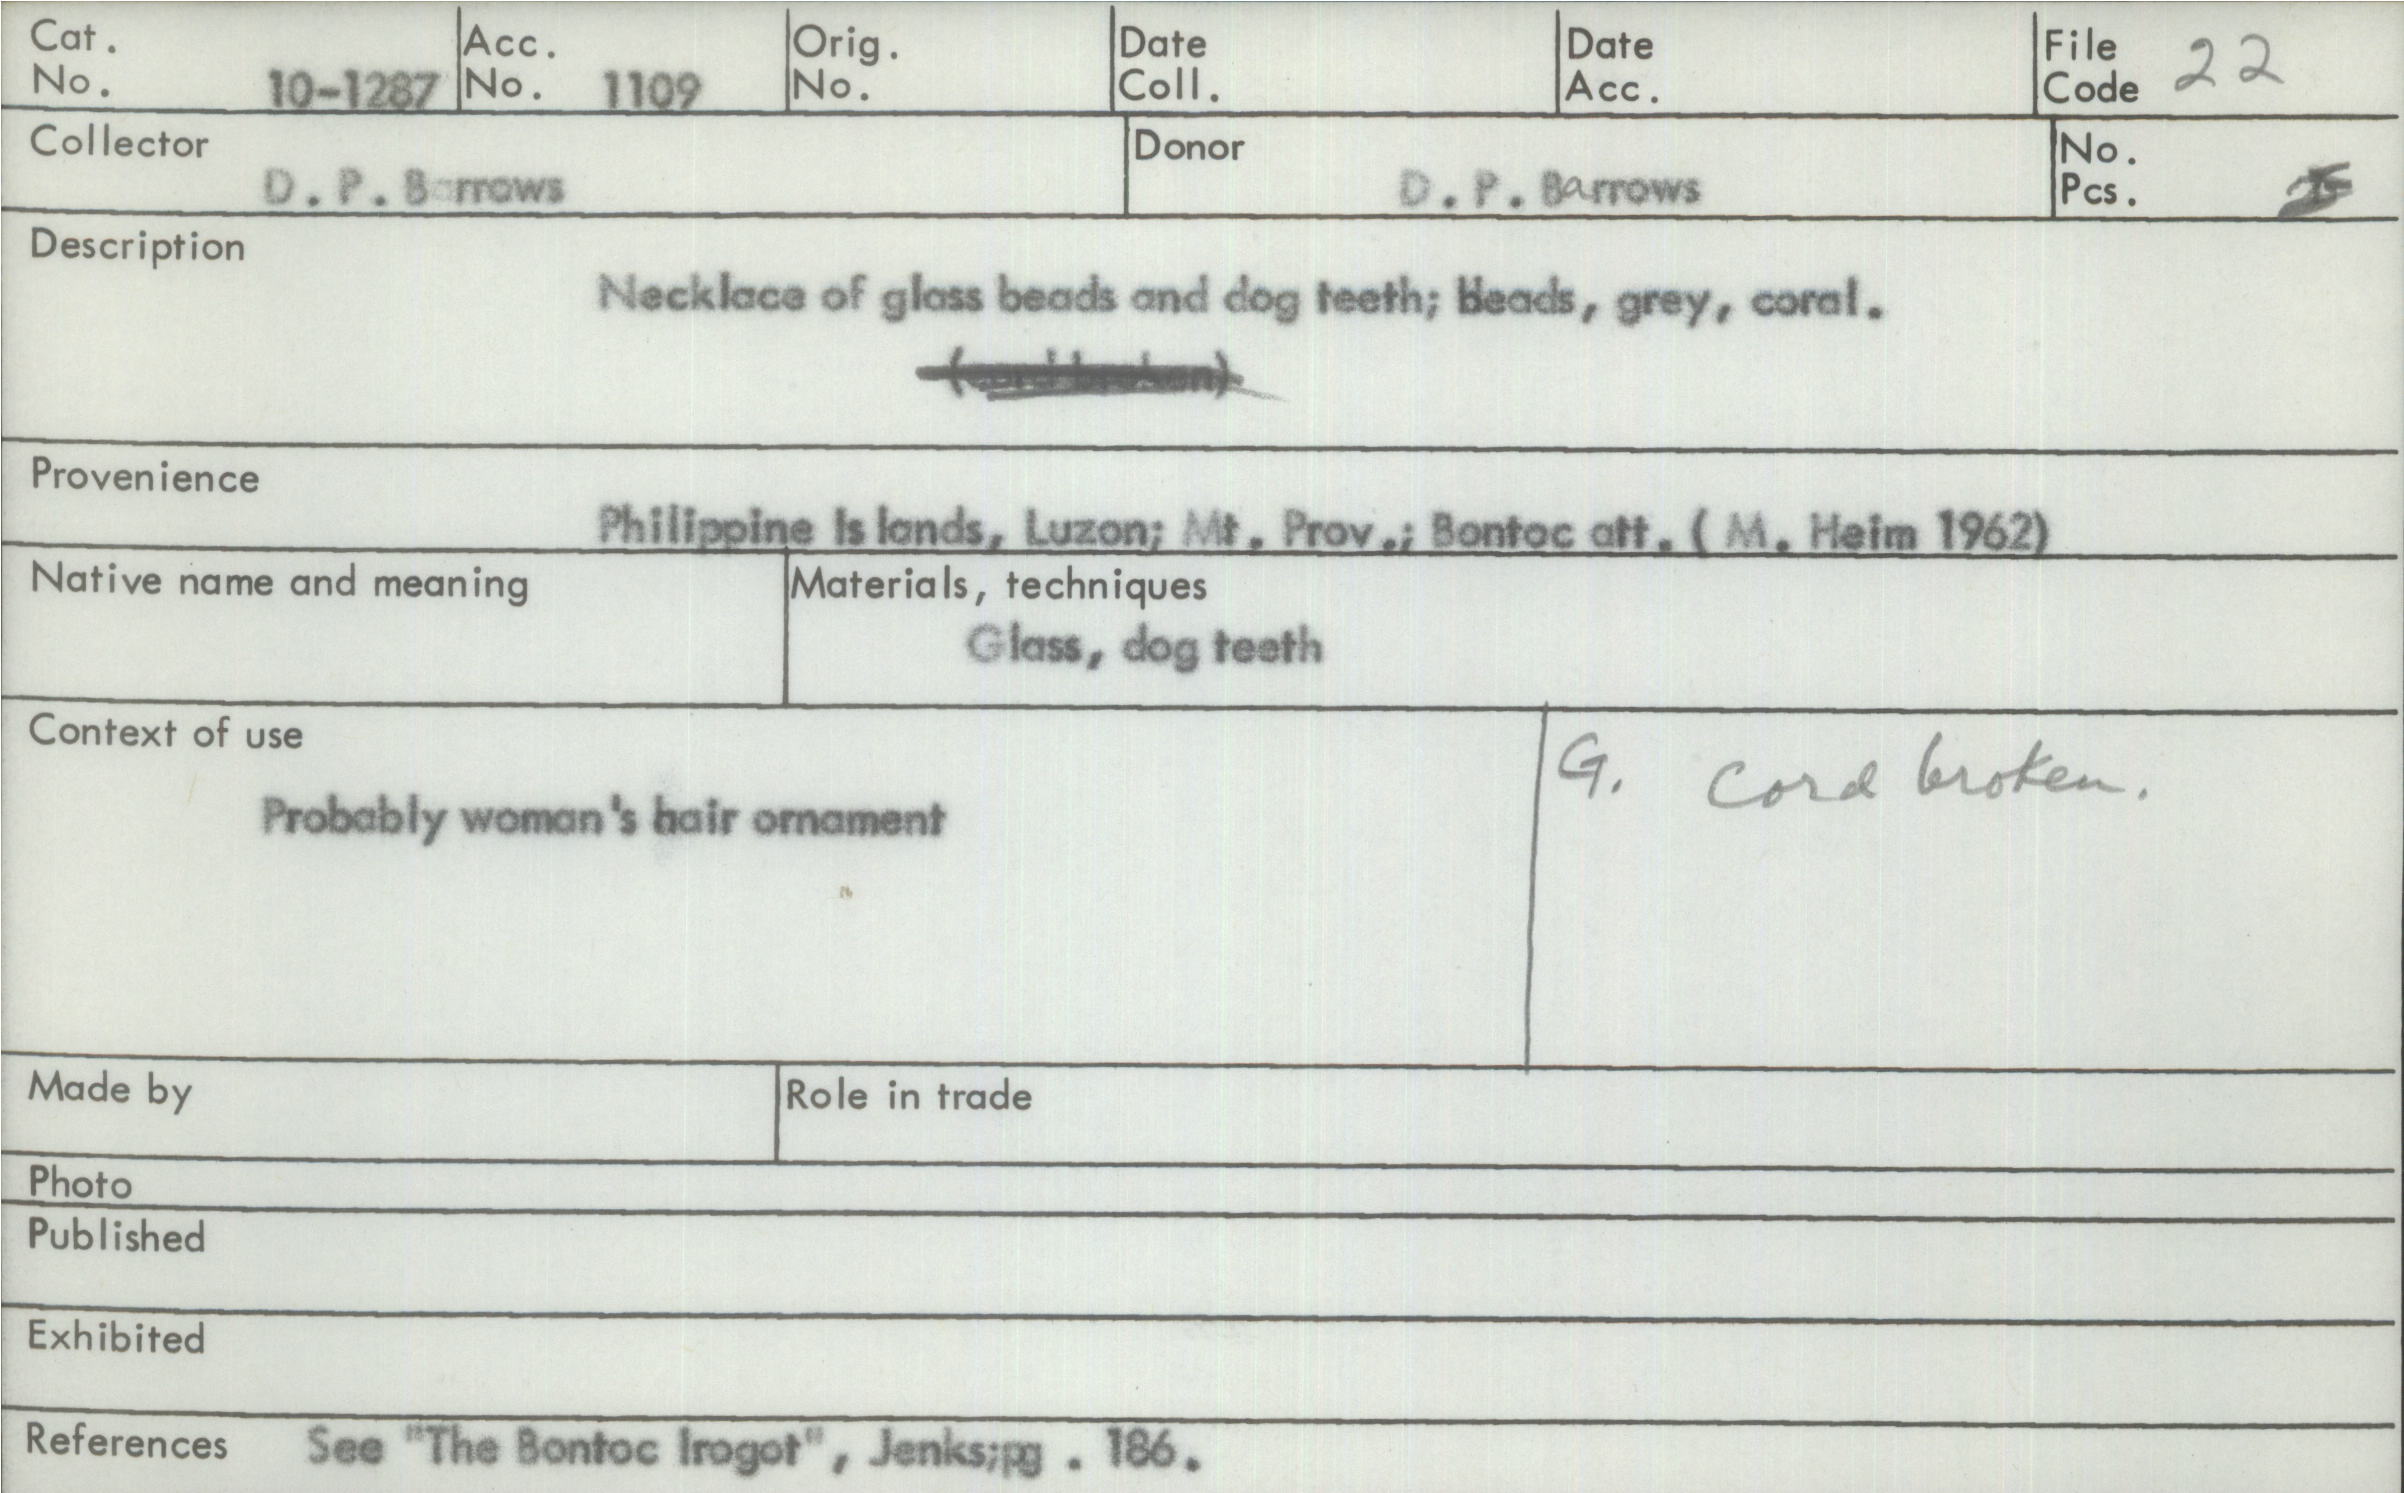 Cat. No. 10-1287 Acc. No. 1109 Orig. No. Date Coll. Date Acc. File Code 22
Collector Donor No. Pcs.
D. P. Barrows D. P. Barrows
Description
Necklace of glass beads and dog teeth; beads, grey, coral.
(cord broken)
Provenience
Philippine Islands, Luzon; Mt. Prov.; Bontoc att. ( M. Heim 1962)
Native name and meaning Materials, techniques
Glass, dog teeth
Context of use
G. cord broken.
Probably woman's hair ornament
Made by Role in trade
Photo
Published
Exhibited
References See "The Bontoc Irogot", Jenks;pg . 186.